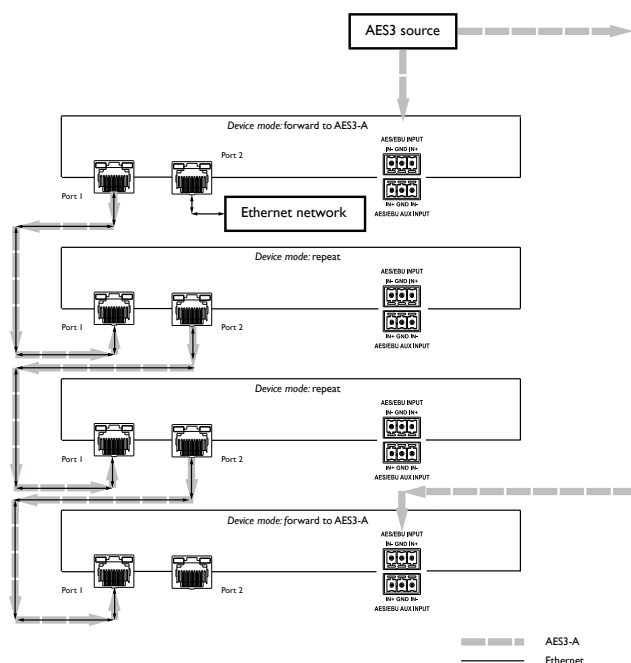 AES3 source
Device mode: forward to AES3-A
AES/EBU INPUT
IN- GND IN+
Port 2
Port 1
IN+ GND IN-
AES/EBU AUX INPUT
Ethernet network
Device mode: repeat
AES/EBU INPUT
IN- GND IN+
Port 1
Port 2
IN+ GND IN-
AES/EBU AUX INPUT
Device mode: repeat
AES/EBU INPUT
IN- GND IN+
Port 1
Port 2
IN+ GND IN-
AES/EBU AUX INPUT
Device mode: forward to AES3-A
AES/EBU INPUT
IN- GND IN+
Port 1
Port 2
IN+ GND IN-
AES/EBU AUX INPUT
AES3-A
Ethernet